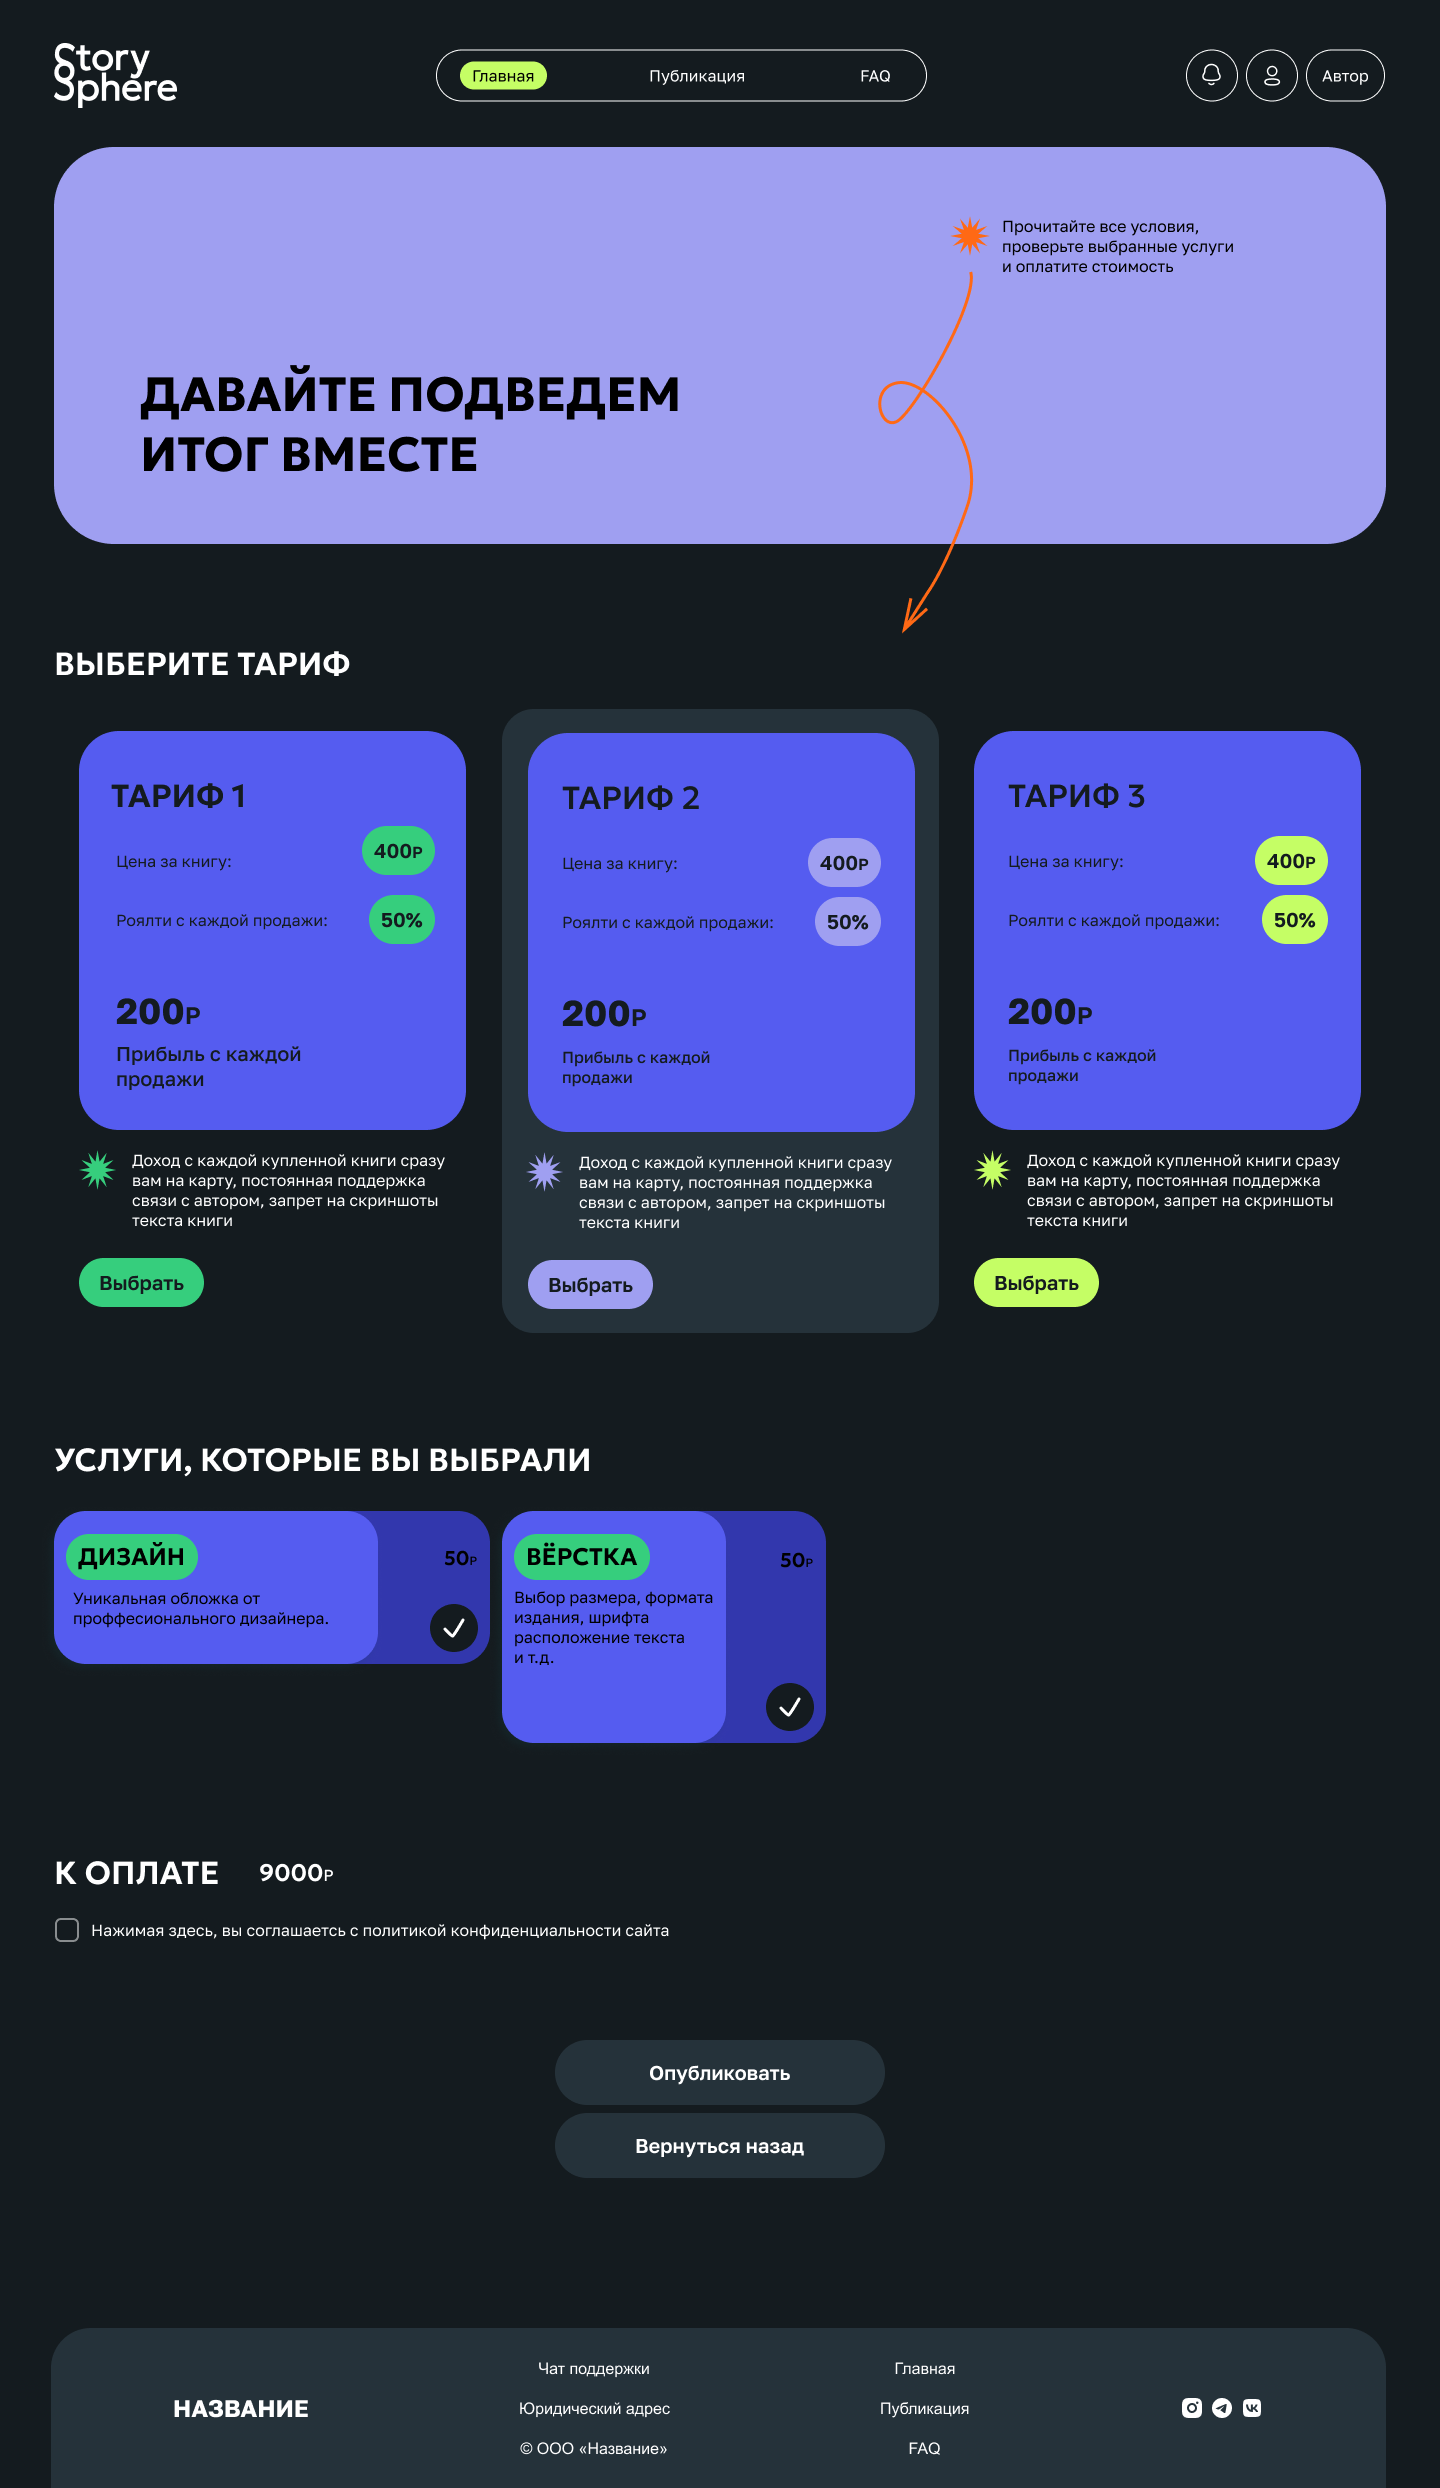 Story
Sphere
Главная
Публикация
FAQ
Автор
Прочитайте все условия,
проверьте выбранные услуги
и оплатите стоимость
ДАВАЙТЕ ПОДВЕДЕМ
ИТОГ ВМЕСТЕ
ВЫБЕРИТЕ ТАРИФ
ТАРИФ 1
Цена за книгу:
400Р
Роялти с каждой продажи:
50%
200Р
Прибыль с каждой
продажи
Доход с каждой купленной книги сразу
вам на карту, постоянная поддержка
связи с автором, запрет на скриншоты
текста книги
Выбрать
ТАРИФ 2
Цена за книгу:
400Р
Роялти с каждой продажи:
50%
200Р
Прибыль с каждой
продажи
Доход с каждой купленной книги сразу
вам на карту, постоянная поддержка
связи с автором, запрет на скриншоты
текста книги
Выбрать
ТАРИФ 3
Цена за книгу:
400Р
Роялти с каждой продажи:
50%
200Р
Прибыль с каждой
продажи
Доход с каждой купленной книги сразу
вам на карту, постоянная поддержка
связи с автором, запрет на скриншоты
текста книги
Выбрать
УСЛУГИ, КОТОРЫЕ ВЫ ВЫБРАЛИ
ДИЗАЙН
50Р
Уникальная обложка от
проффесионального дизайнера.
ВЁРСТКА
50Р
Выбор размера, формата
издания, шрифта
расположение текста
и т.д.
К ОПЛАТЕ 9000Р
Нажимая здесь, вы соглашаетсь с политикой конфиденциальности сайта
Опубликовать
Вернуться назад
НАЗВАНИЕ
Чат поддержки
Юридический адрес
© ООО «Название»
Главная
Публикация
FAQ